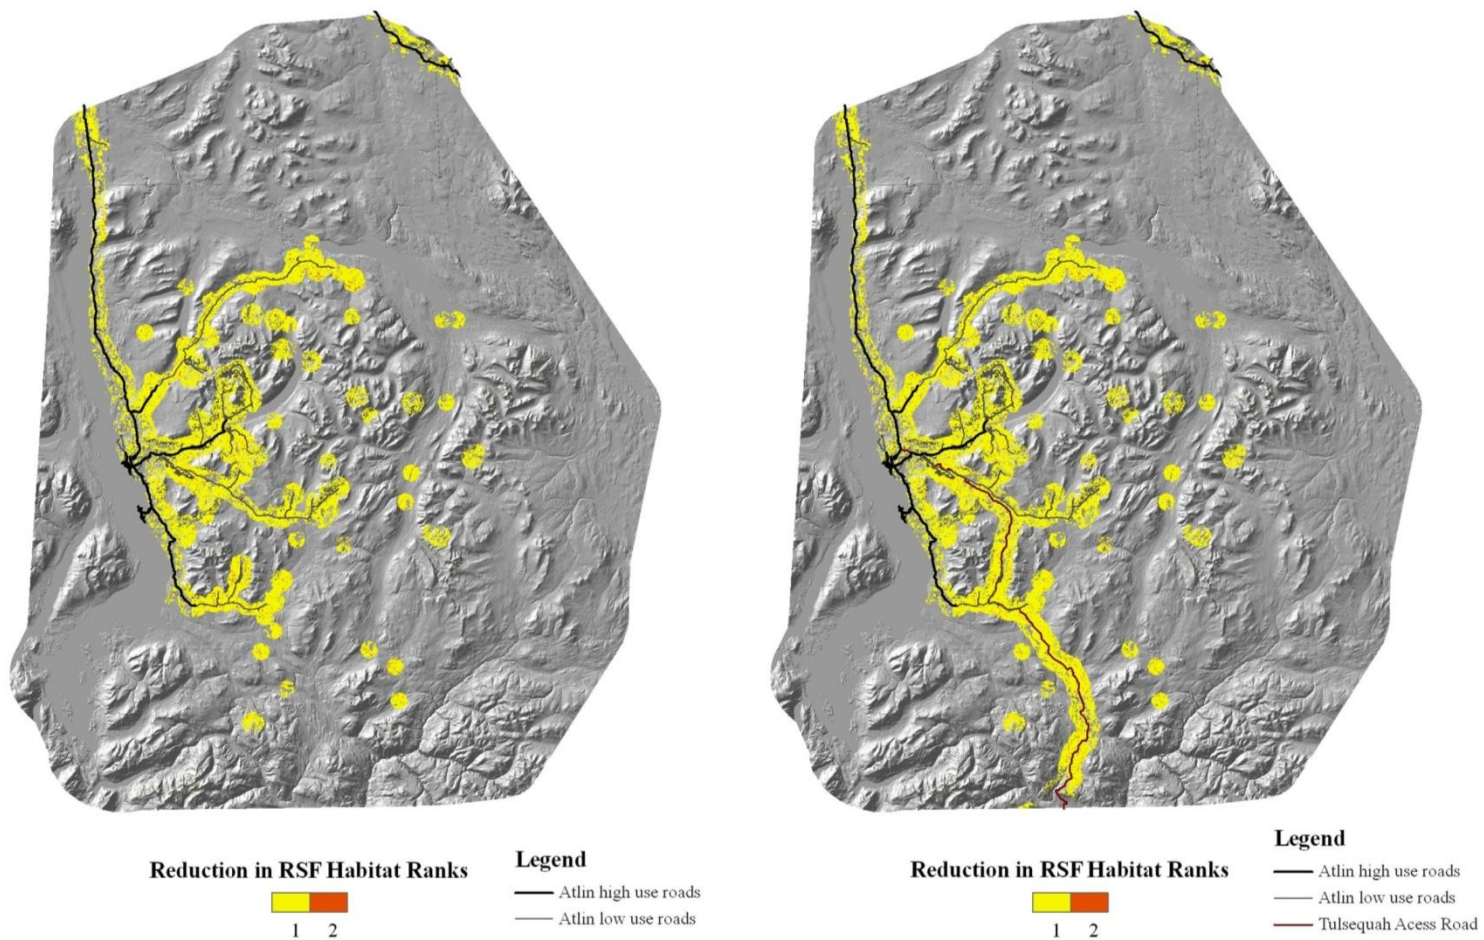 Reduction in RSF Habitat Ranks
1 2
Legend
Atlin high use roads
Atlin low use roads
Reduction in RSF Habitat Ranks
1 2
Legend
Atlin high use roads
Atlin low use roads
Tulsequah Acess Road